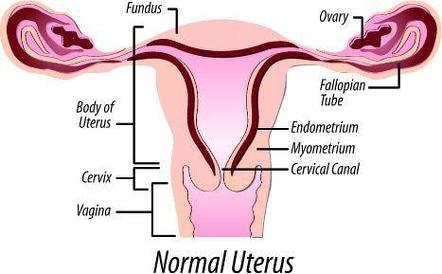 Fundus
Ovary
Fallopian
Tube
Body of
Uterus
Endometrium
Myometrium
Cervical Canal
Cervix
Vagina
Normal Uterus